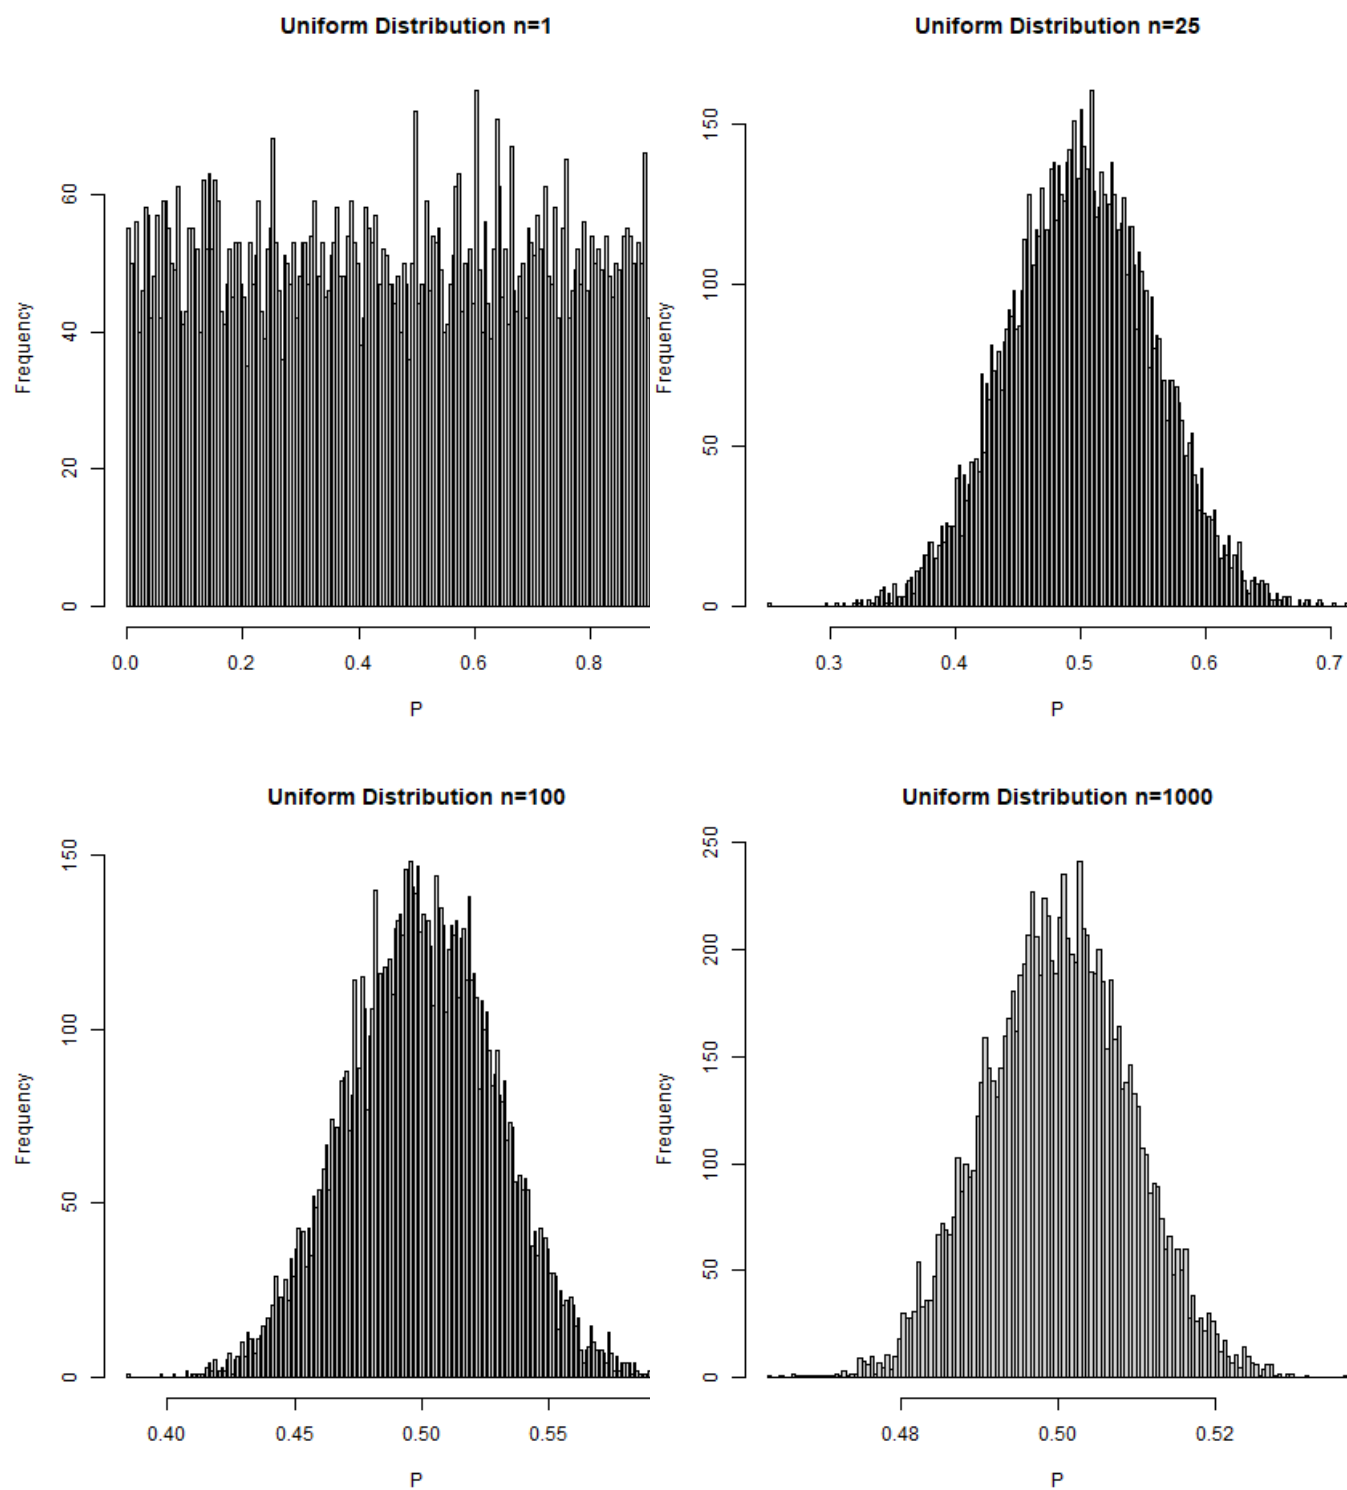 Uniform Distribution n=1
Frequency
0 20 40 60
0.0 0.2 0.4 0.6 0.8
P
Uniform Distribution n=25
Frequency
0 50 100 150
0.3 0.4 0.5 0.6 0.7
P
Uniform Distribution n=100
Frequency
0 50 100 150
0.40 0.45 0.50 0.55
P
Uniform Distribution n=1000
Frequency
0 50 100 150 200 250
0.48 0.50 0.52
P